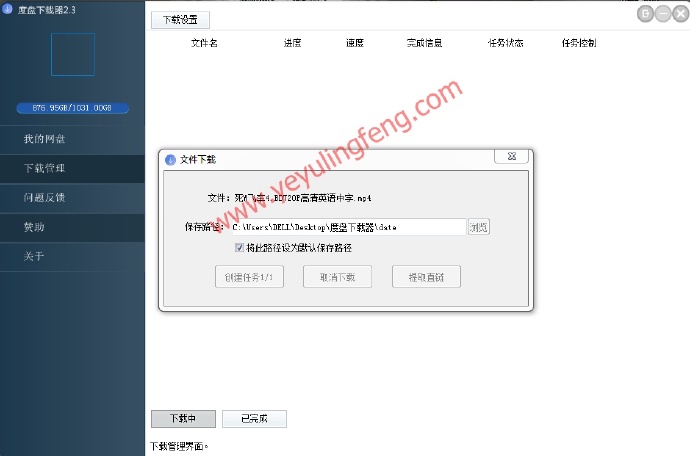 度盘下载器2.3
下载设置
文件名 进度 速度 完成信息 任务状态 任务控制
876.95GB/1031.00GB
我的网盘
下载管理
问题反馈
赞助
关于
文件下载
文件: 死 飞车4.BD720P高清英语中字.mp4
保存路径: C:\Users\DELL\Desktop\度盘下载器\date 浏览
将此路径设为默认保存路径
创建任务1/1 取消下载 提取直链
www.yeyulingfeng.com
下载中 已完成
下载管理界面。